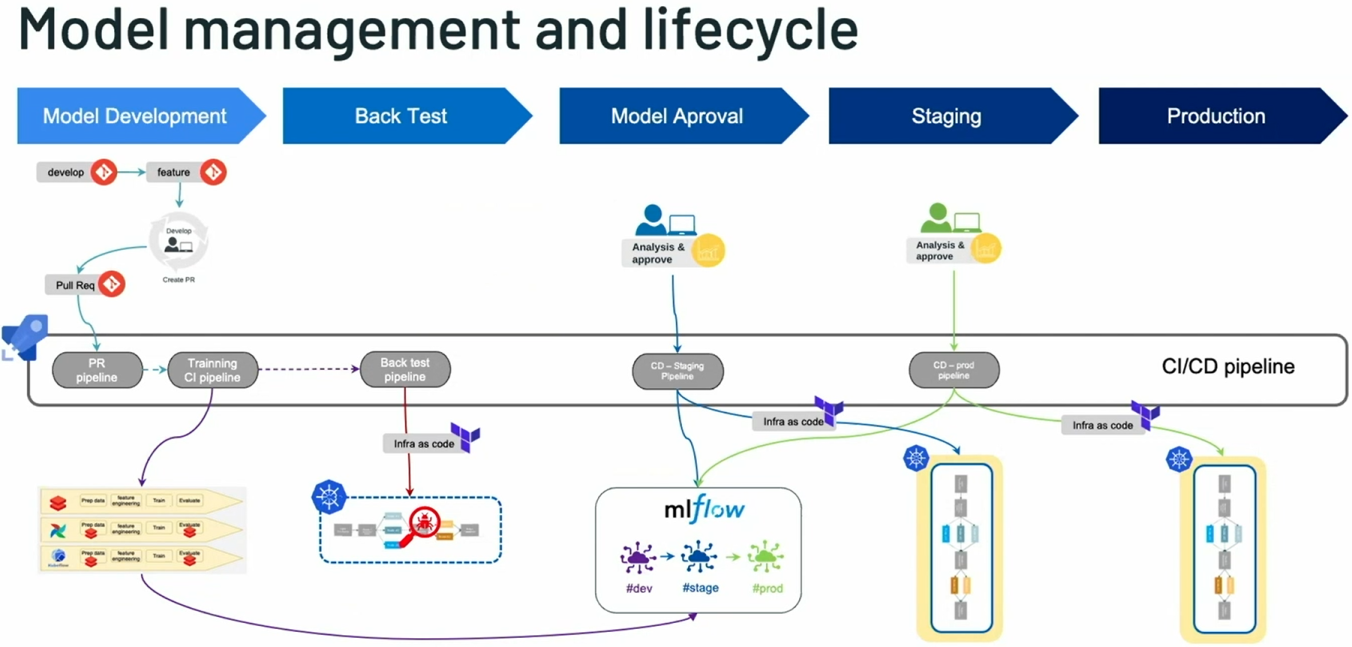 Model management and lifecycle
Model Development
Back Test
Model Aproval
Staging
Production
develop
feature
Develop
Create PR
Pull Req
Analysis &
approve
Analysis &
approve
PR
pipeline
Trainning
CI pipeline
Back test
pipeline
CD – Staging
Pipeline
CD – prod
pipeline
CI/CD pipeline
Infra as code
Infra as code
Infra as code
Prep data
feature
engineering
Train
Evaluate
Prep data
feature
engineering
Train
Evaluate
Prep data
feature
engineering
Train
Evaluate
mlflow
#dev
#stage
#prod